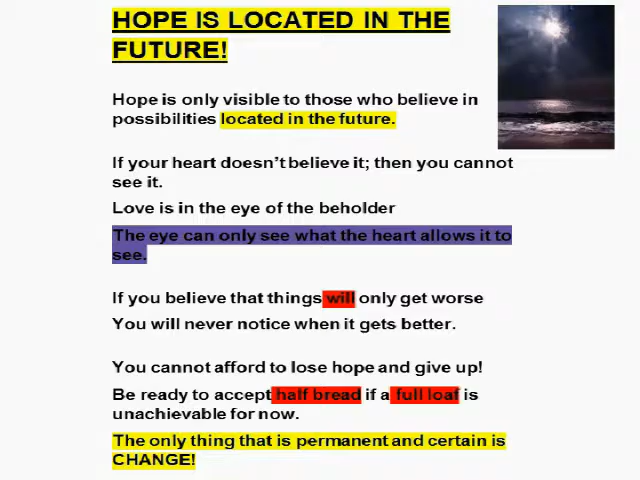 HOPE IS LOCATED IN THE
FUTURE!
Hope is only visible to those who believe in
possibilities located in the future.
If your heart doesn't believe it; then you cannot
see it.
Love is in the eye of the beholder
The eye can only see what the heart allows it to
see.
If you believe that things will only get worse
You will never notice when it gets better.
You cannot afford to lose hope and give up!
Be ready to accept half bread if a full loaf is
unachievable for now.
The only thing that is permanent and certain is
CHANGE!